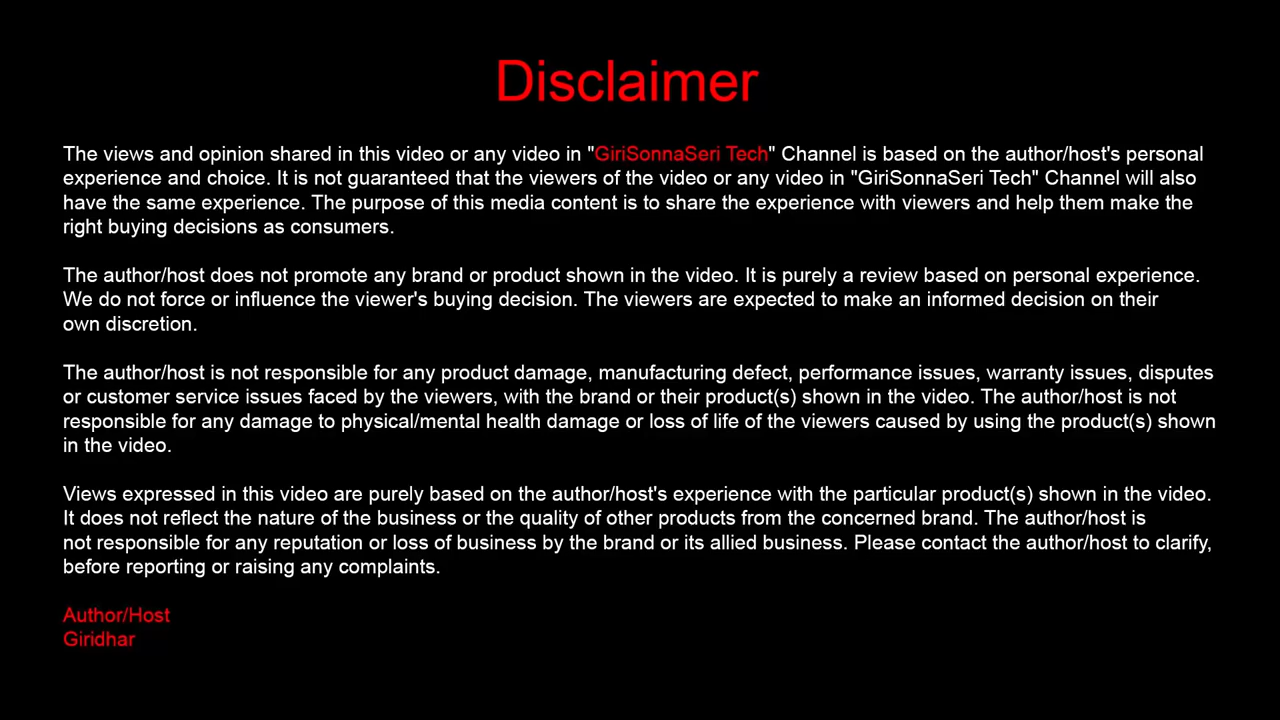 Disclaimer
The views and opinion shared in this video or any video in "GiriSonnaSeri Tech" Channel is based on the author/host's personal
experience and choice. It is not guaranteed that the viewers of the video or any video in "GiriSonnaSeri Tech" Channel will also
have the same experience. The purpose of this media content is to share the experience with viewers and help them make the
right buying decisions as consumers.
The author/host does not promote any brand or product shown in the video. It is purely a review based on personal experience.
We do not force or influence the viewer's buying decision. The viewers are expected to make an informed decision on their
own discretion.
The author/host is not responsible for any product damage, manufacturing defect, performance issues, warranty issues, disputes
or customer service issues faced by the viewers, with the brand or their product(s) shown in the video. The author/host is not
responsible for any damage to physical/mental health damage or loss of life of the viewers caused by using the product(s) shown
in the video.
Views expressed in this video are purely based on the author/host's experience with the particular product(s) shown in the video.
It does not reflect the nature of the business or the quality of other products from the concerned brand. The author/host is
not responsible for any reputation or loss of business by the brand or its allied business. Please contact the author/host to clarify,
before reporting or raising any complaints.
Author/Host
Giridhar